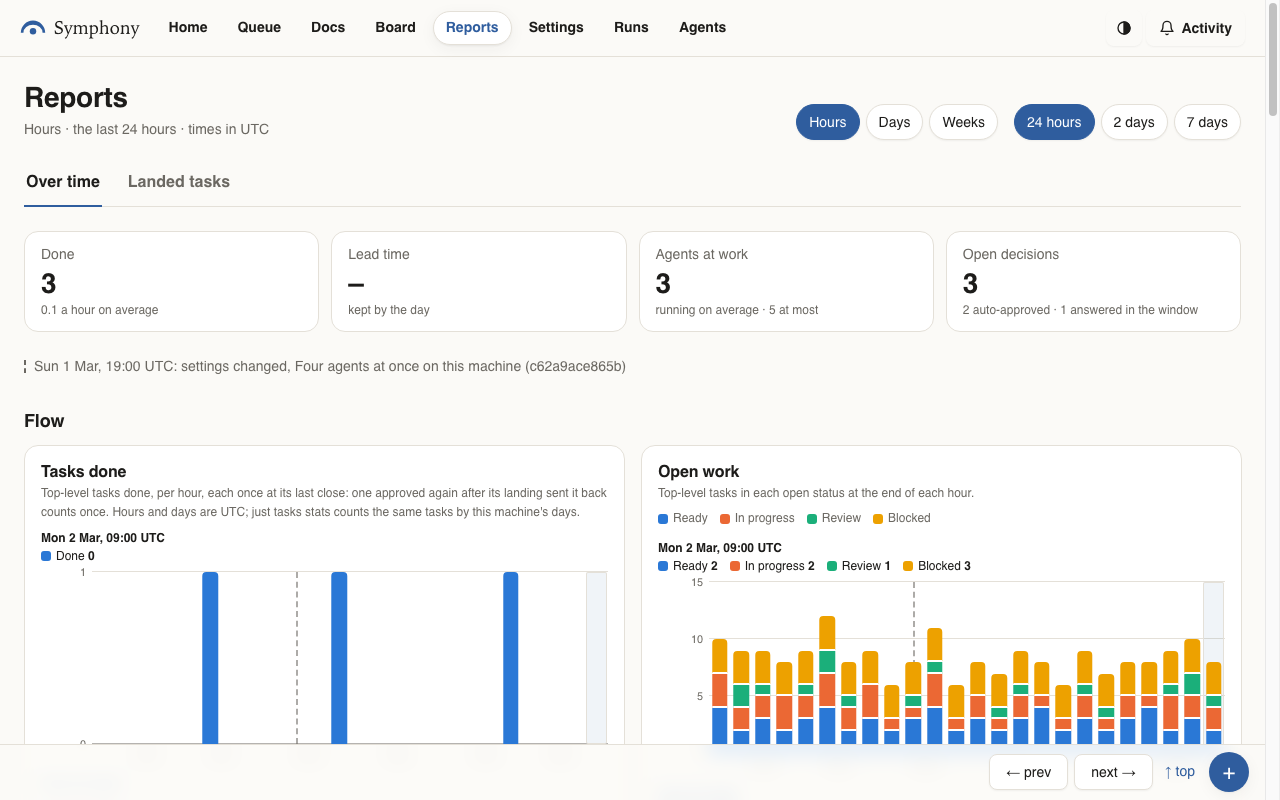 Symphony Home Queue Docs Board Reports Settings Runs Agents Activity
Reports
Hours · the last 24 hours · times in UTC
Hours Days Weeks 24 hours 2 days 7 days
Over time Landed tasks
Done
3
0.1 a hour on average
Lead time
–
kept by the day
Agents at work
3
running on average · 5 at most
Open decisions
3
2 auto-approved · 1 answered in the window
Sun 1 Mar, 19:00 UTC: settings changed, Four agents at once on this machine (c62a9ace865b)
Flow
Tasks done
Top-level tasks done, per hour, each once at its last close: one approved again after its landing sent it back
counts once. Hours and days are UTC; just tasks stats counts the same tasks by this machine's days.
Mon 2 Mar, 09:00 UTC
Done 0
1
0
Open work
Top-level tasks in each open status at the end of each hour.
Ready In progress Review Blocked
Mon 2 Mar, 09:00 UTC
Ready 2 In progress 2 Review 1 Blocked 3
15
10
5
← prev next → ↑ top +